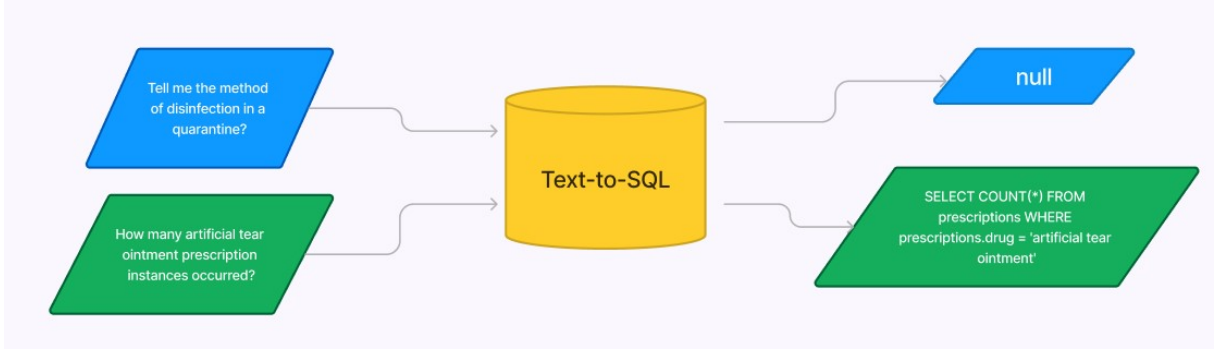 Tell me the method
of disinfection in a
quarantine?
How many artificial tear
ointment prescription
instances occurred?
Text-to-SQL
null
SELECT COUNT(*) FROM
prescriptions WHERE
prescriptions.drug = 'artificial tear
ointment'